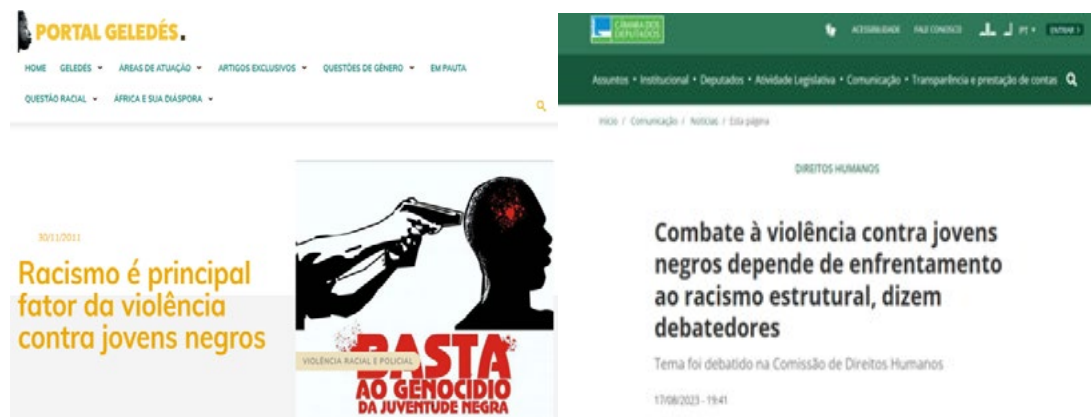 PORTAL GELEDÉS.
HOME GELEDÉS ÁREAS DE ATUAÇÃO ARTIGOS EXCLUSIVOS QUESTÕES DE GÊNERO EM PAUTA
QUESTÃO RACIAL ÁFRICA E SUA DIÁSPORA
30/11/2011
Racismo é principal
fator da violência
contra jovens negros
VIOLÊNCIA RACIAL E POLICIAL
BASTA
AO GENOCÍDIO
DA JUVENTUDE NEGRA
CÂMARA DOS
DEPUTADOS
ACESSIBILIDADE FALE CONOSCO PT ENTRAR
Assuntos • Institucional • Deputados • Atividade Legislativa • Comunicação • Transparência e prestação de contas
Início / Comunicação / Notícias / Esta página
DIREITOS HUMANOS
Combate à violência contra jovens
negros depende de enfrentamento
ao racismo estrutural, dizem
debatedores
Tema foi debatido na Comissão de Direitos Humanos
17/08/2023 - 19:41